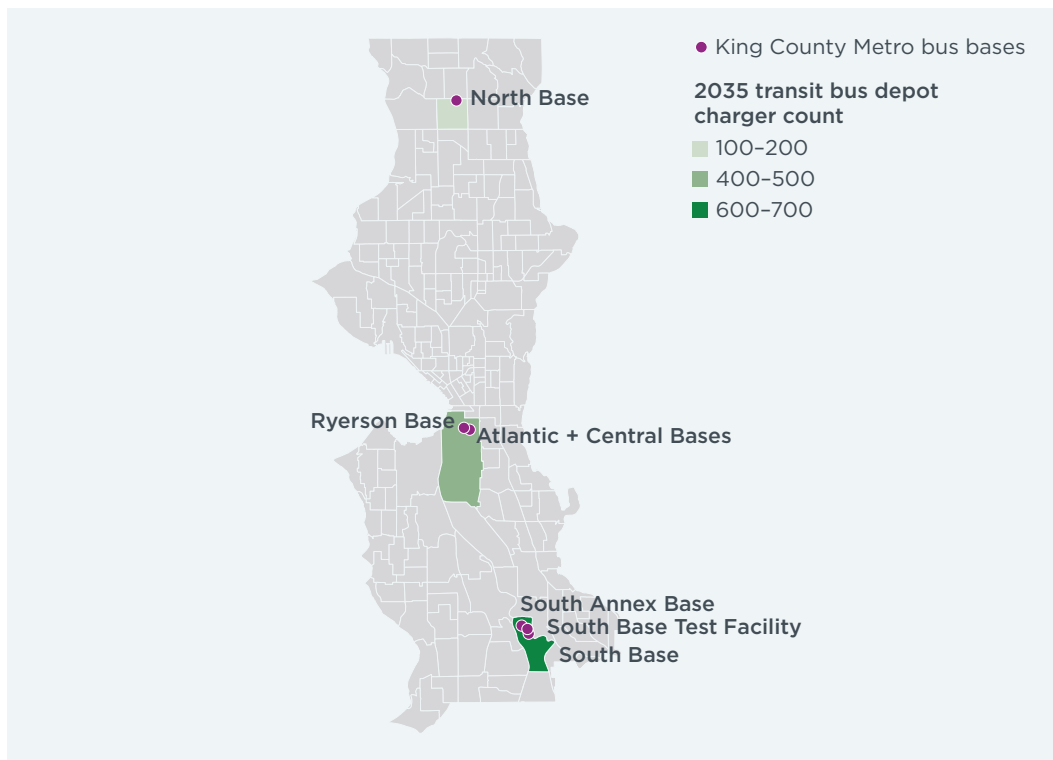 King County Metro bus bases
2035 transit bus depot
charger count
100–200
400–500
600–700
North Base
Ryerson Base
Atlantic + Central Bases
South Annex Base
South Base Test Facility
South Base